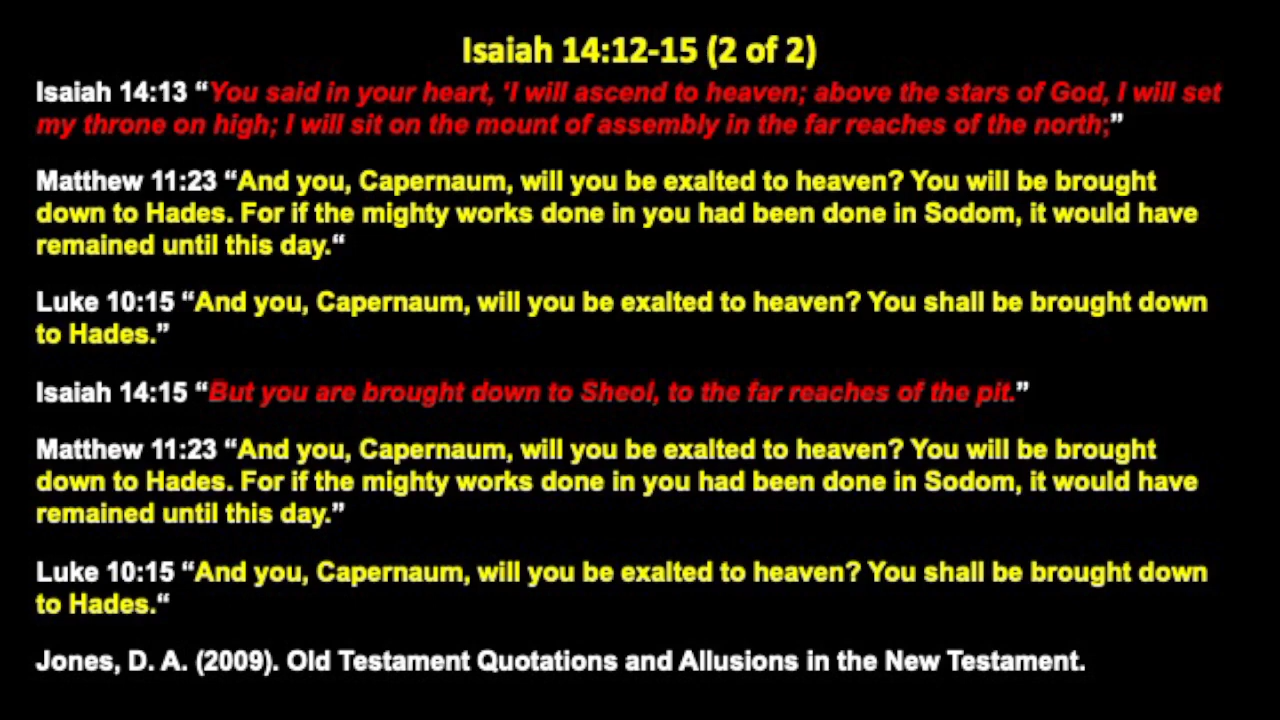 Isaiah 14:12-15 (2 of 2)
Isaiah 14:13 “You said in your heart, ‘I will ascend to heaven; above the stars of God, I will set
my throne on high; I will sit on the mount of assembly in the far reaches of the north;”
Matthew 11:23 “And you, Capernaum, will you be exalted to heaven? You will be brought
down to Hades. For if the mighty works done in you had been done in Sodom, it would have
remained until this day.“
Luke 10:15 “And you, Capernaum, will you be exalted to heaven? You shall be brought down
to Hades.”
Isaiah 14:15 “But you are brought down to Sheol, to the far reaches of the pit.”
Matthew 11:23 “And you, Capernaum, will you be exalted to heaven? You will be brought
down to Hades. For if the mighty works done in you had been done in Sodom, it would have
remained until this day.”
Luke 10:15 “And you, Capernaum, will you be exalted to heaven? You shall be brought down
to Hades.“
Jones, D. A. (2009). Old Testament Quotations and Allusions in the New Testament.